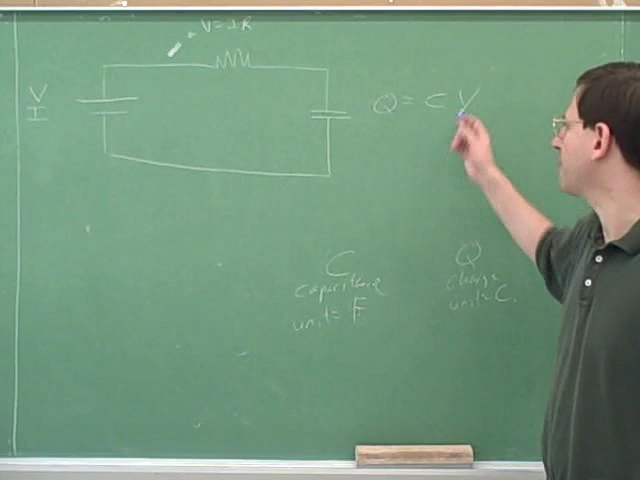 V=IR
V
I
Q = C V
C
capacitance
unit= F
Q
charge
unit= C.